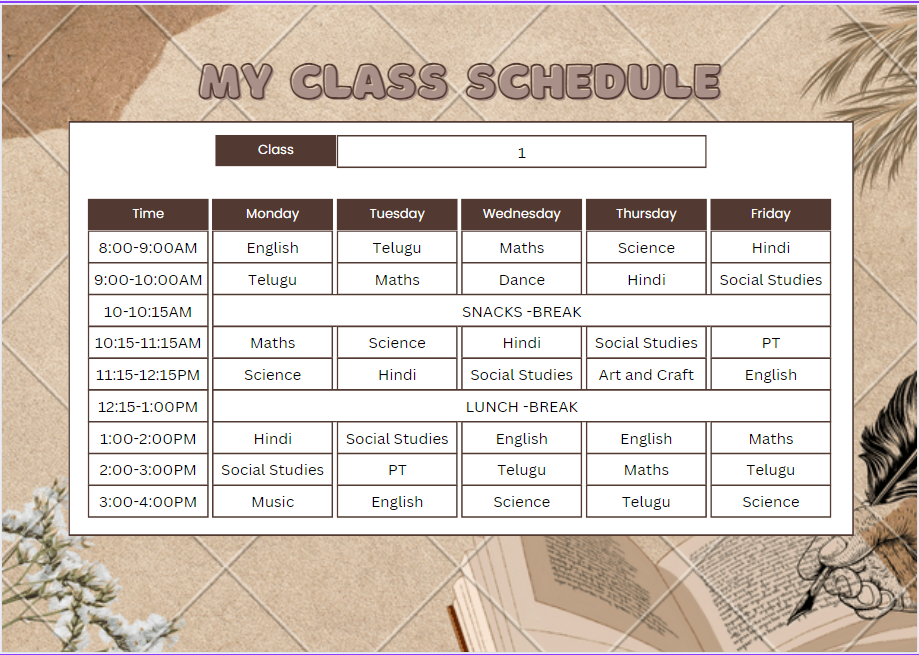 MY CLASS SCHEDULE
Class 1
Time Monday Tuesday Wednesday Thursday Friday
8:00-9:00AM English Telugu Maths Science Hindi
9:00-10:00AM Telugu Maths Dance Hindi Social Studies
10-10:15AM SNACKS -BREAK
10:15-11:15AM Maths Science Hindi Social Studies PT
11:15-12:15PM Science Hindi Social Studies Art and Craft English
12:15-1:00PM LUNCH -BREAK
1:00-2:00PM Hindi Social Studies English English Maths
2:00-3:00PM Social Studies PT Telugu Maths Telugu
3:00-4:00PM Music English Science Telugu Science